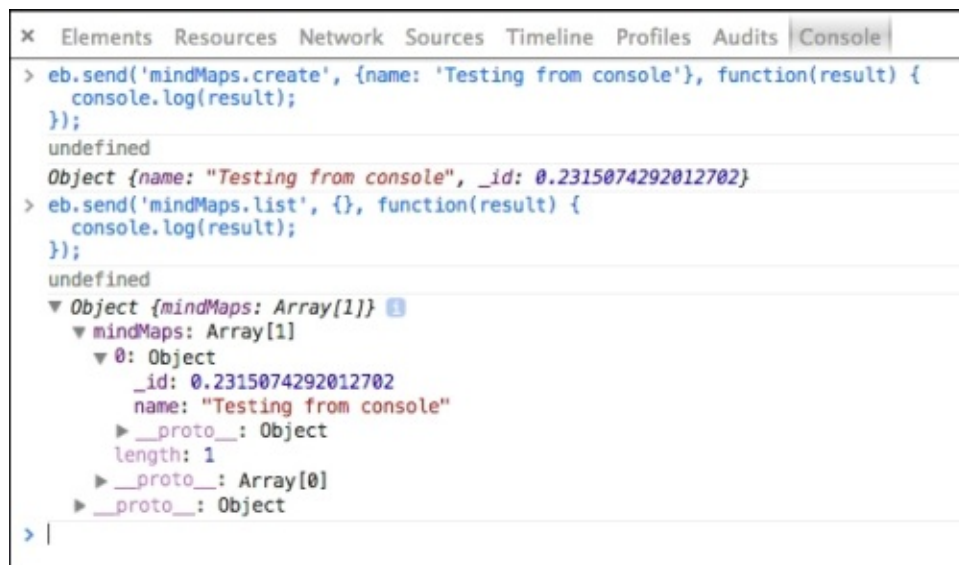 × Elements Resources Network Sources Timeline Profiles Audits Console
> eb.send('mindMaps.create', {name: 'Testing from console'}, function(result) {
console.log(result);
});
undefined
Object {name: "Testing from console", _id: 0.2315074292012702}
> eb.send('mindMaps.list', {}, function(result) {
console.log(result);
});
undefined
▼ Object {mindMaps: Array[1]} i
▼ mindMaps: Array[1]
▼ 0: Object
_id: 0.2315074292012702
name: "Testing from console"
▶ __proto__: Object
length: 1
▶ __proto__: Array[0]
▶ __proto__: Object
>